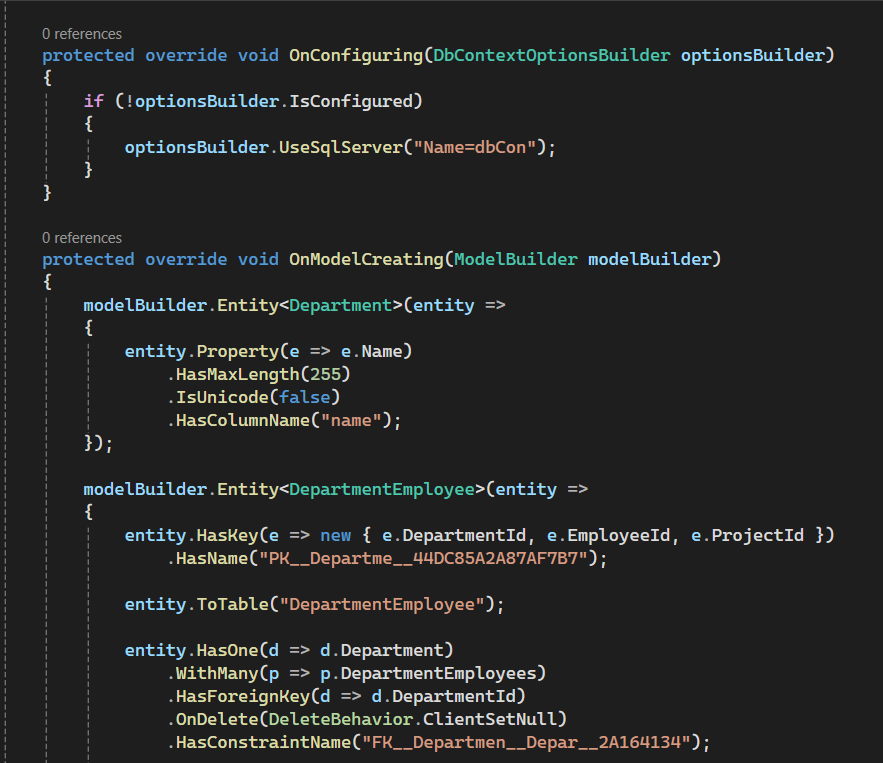 0 references
protected override void OnConfiguring(DbContextOptionsBuilder optionsBuilder)
{
if (!optionsBuilder.IsConfigured)
{
optionsBuilder.UseSqlServer("Name=dbCon");
}
}
0 references
protected override void OnModelCreating(ModelBuilder modelBuilder)
{
modelBuilder.Entity<Department>(entity =>
{
entity.Property(e => e.Name)
.HasMaxLength(255)
.IsUnicode(false)
.HasColumnName("name");
});
modelBuilder.Entity<DepartmentEmployee>(entity =>
{
entity.HasKey(e => new { e.DepartmentId, e.EmployeeId, e.ProjectId })
.HasName("PK__Departme__44DC85A2A87AF7B7");
entity.ToTable("DepartmentEmployee");
entity.HasOne(d => d.Department)
.WithMany(p => p.DepartmentEmployees)
.HasForeignKey(d => d.DepartmentId)
.OnDelete(DeleteBehavior.ClientSetNull)
.HasConstraintName("FK__Departmen__Depar__2A164134");